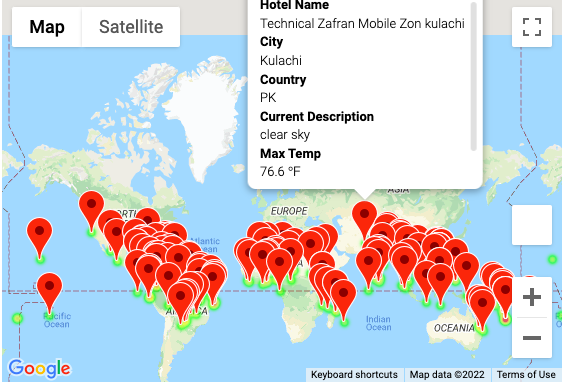 Map
Satellite
Hotel Name
Technical Zafran Mobile Zon kulachi
City
Kulachi
Country
PK
Current Description
clear sky
Max Temp
76.6 °F
ASIA
EUROPE
Atlantic
Ocean
Pacific
Ocean
Indian
Ocean
OCEANIA
Google
Keyboard shortcuts
Map data ©2022
Terms of Use